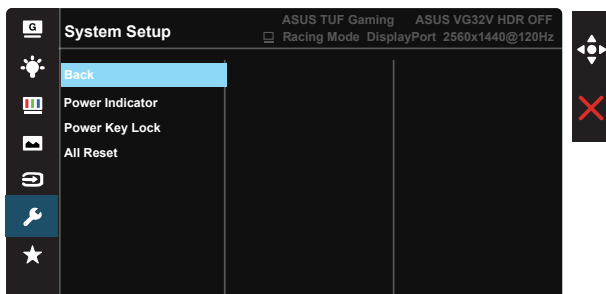 G
System Setup
ASUS TUF Gaming ASUS VG32V HDR OFF
Racing Mode DisplayPort 2560x1440@120Hz
Back
Power Indicator
Power Key Lock
All Reset